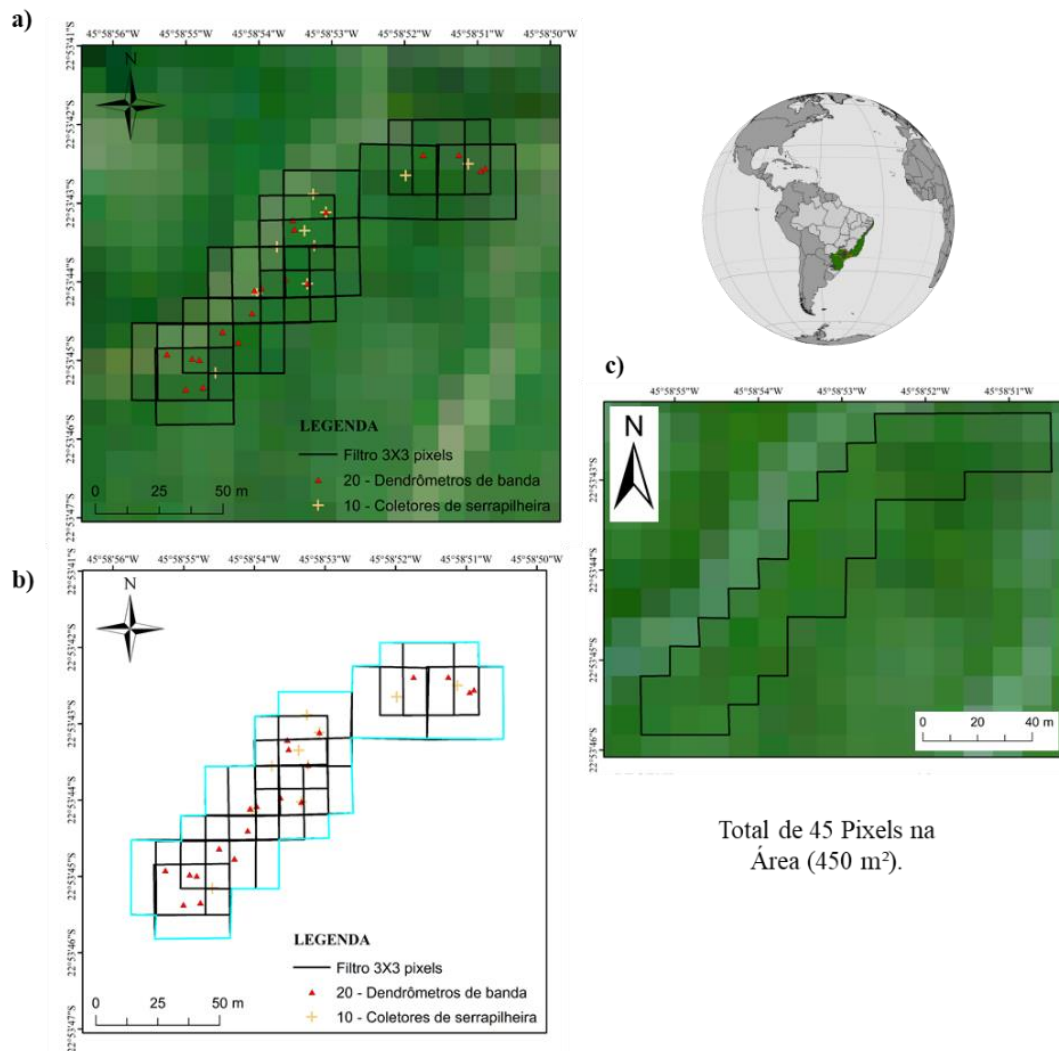 a)
45°58'56"W 45°58'55"W 45°58'54"W 45°58'53"W 45°58'52"W 45°58'51"W 45°58'50"W
22°53'41"S
22°53'42"S
22°53'43"S
22°53'44"S
22°53'45"S
22°53'46"S
22°53'47"S
N
LEGENDA
Filtro 3X3 pixels
20 - Dendrômetros de banda
10 - Coletores de serrapilheira
0 25 50 m
b)
45°58'56"W 45°58'55"W 45°58'54"W 45°58'53"W 45°58'52"W 45°58'51"W 45°58'50"W
22°53'41"S
22°53'42"S
22°53'43"S
22°53'44"S
22°53'45"S
22°53'46"S
22°53'47"S
N
LEGENDA
Filtro 3X3 pixels
20 - Dendrômetros de banda
10 - Coletores de serrapilheira
0 25 50 m
c)
45°58'55"W 45°58'54"W 45°58'53"W 45°58'52"W 45°58'51"W
22°53'43"S
22°53'44"S
22°53'45"S
22°53'46"S
N
0 20 40 m
Total de 45 Pixels na
Área (450 m²).